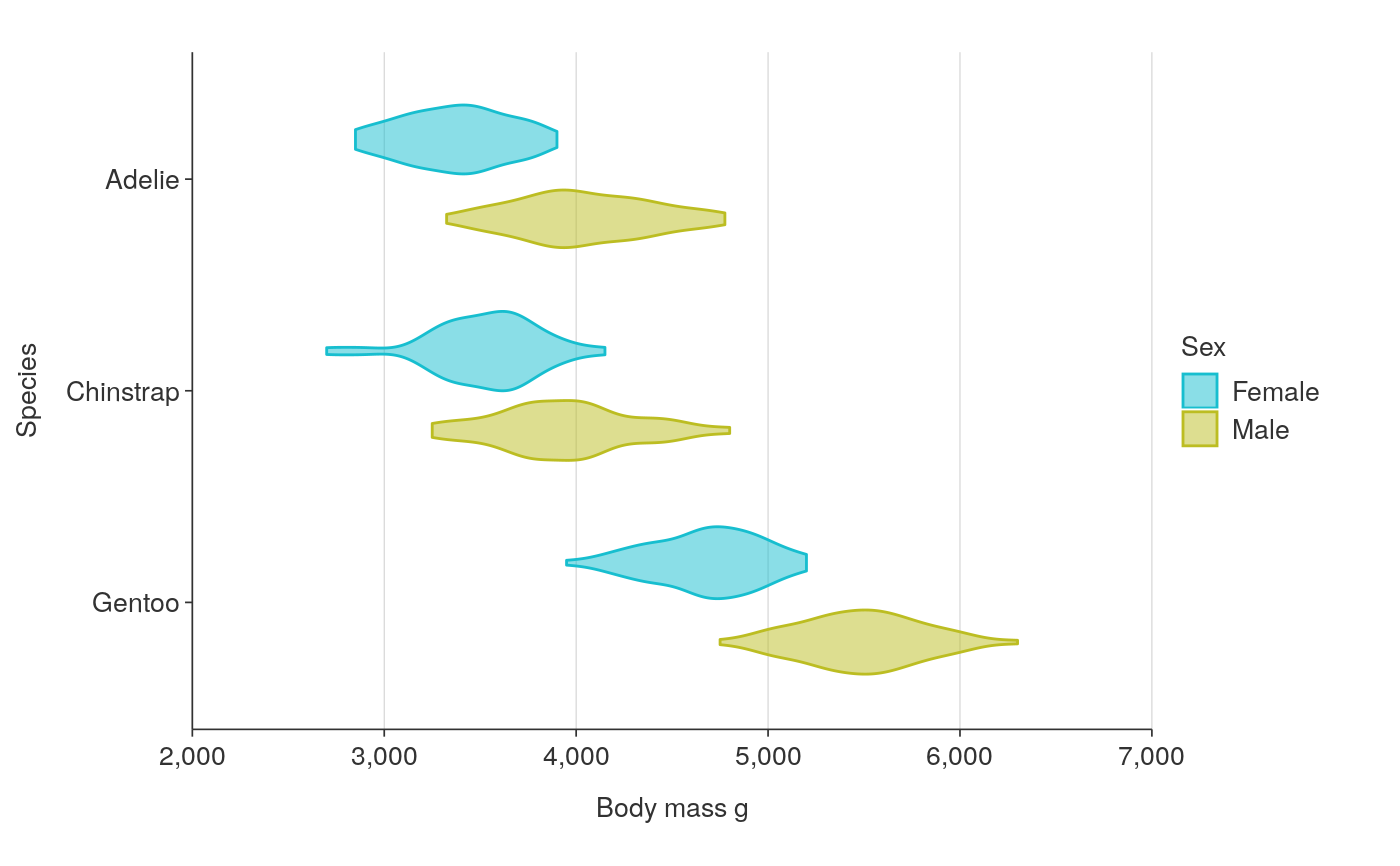 Species
Adelie
Chinstrap
Gentoo
2,000 3,000 4,000 5,000 6,000 7,000
Body mass g
Sex
Female
Male